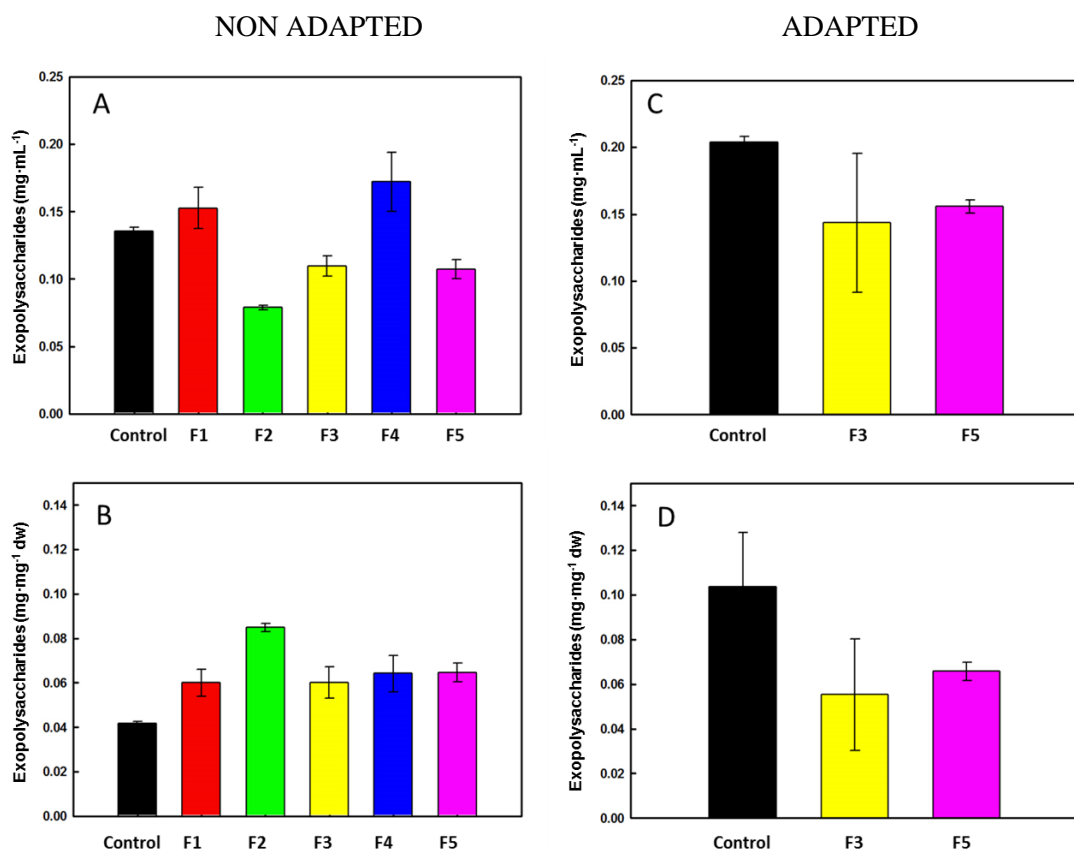 NON ADAPTED
ADAPTED
A
Exopolysaccharides (mg·mL⁻¹)
0.25
0.20
0.15
0.10
0.05
0.00
Control F1 F2 F3 F4 F5
C
Exopolysaccharides (mg·mL⁻¹)
0.25
0.20
0.15
0.10
0.05
0.00
Control F3 F5
B
Exopolysaccharides (mg·mg⁻¹ dw)
0.14
0.12
0.10
0.08
0.06
0.04
0.02
0.00
Control F1 F2 F3 F4 F5
D
Exopolysaccharides (mg·mg⁻¹ dw)
0.14
0.12
0.10
0.08
0.06
0.04
0.02
0.00
Control F3 F5